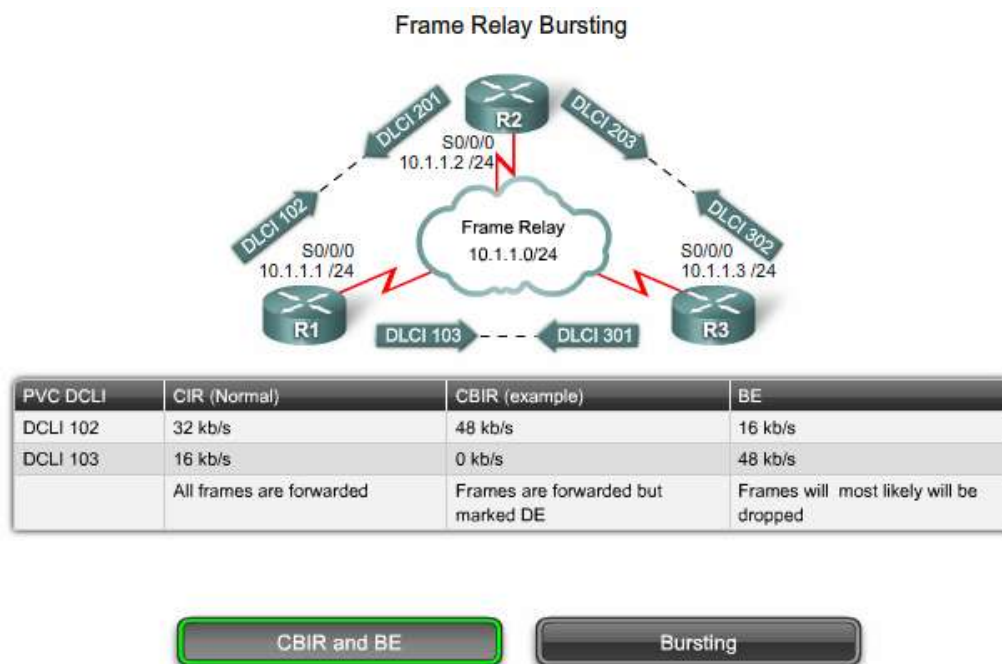 Frame Relay Bursting
DLCI 201
R2
DLCI 203
S0/0/0
10.1.1.2 /24
DLCI 102
Frame Relay
10.1.1.0/24
DLCI 302
S0/0/0
10.1.1.1 /24
S0/0/0
10.1.1.3 /24
R1
DLCI 103
DLCI 301
R3
PVC DCLI CIR (Normal) CBIR (example) BE
DCLI 102 32 kb/s 48 kb/s 16 kb/s
DCLI 103 16 kb/s 0 kb/s 48 kb/s
All frames are forwarded Frames are forwarded but Frames will most likely will be
marked DE dropped
CBIR and BE Bursting